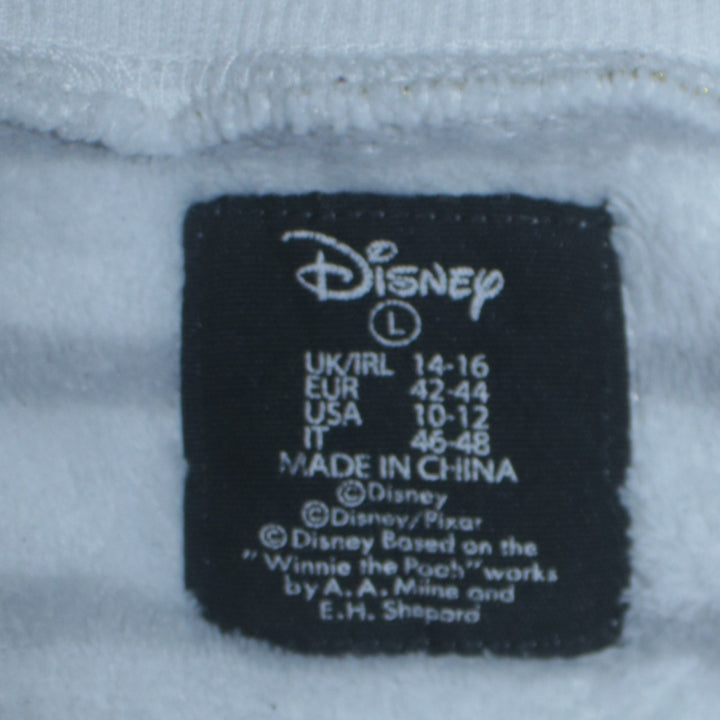 Disney
L
UK/IRL 14-16
EUR 42-44
USA 10-12
IT 46-48
MADE IN CHINA
©Disney
©Disney/Pixar
©Disney Based on the
"Winnie the Pooh" works
by A.A. Milne and
E.H. Shepard